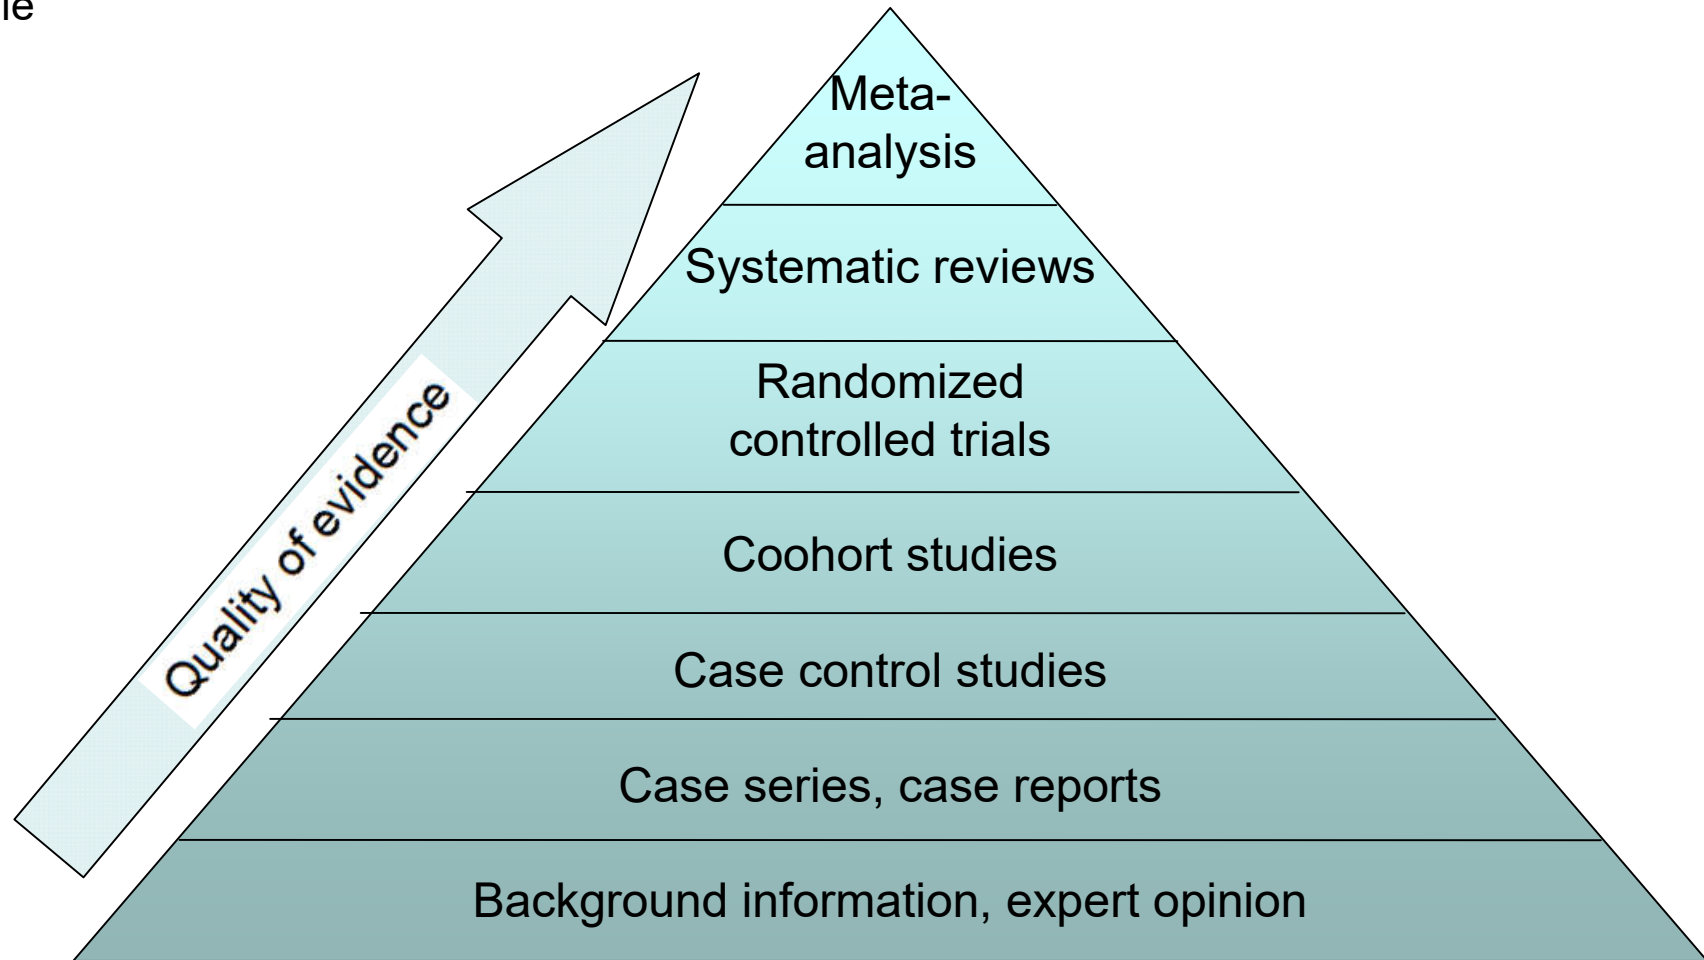 le
Meta-
analysis
Systematic reviews
Randomized
controlled trials
Coohort studies
Case control studies
Case series, case reports
Background information, expert opinion
Quality of evidence